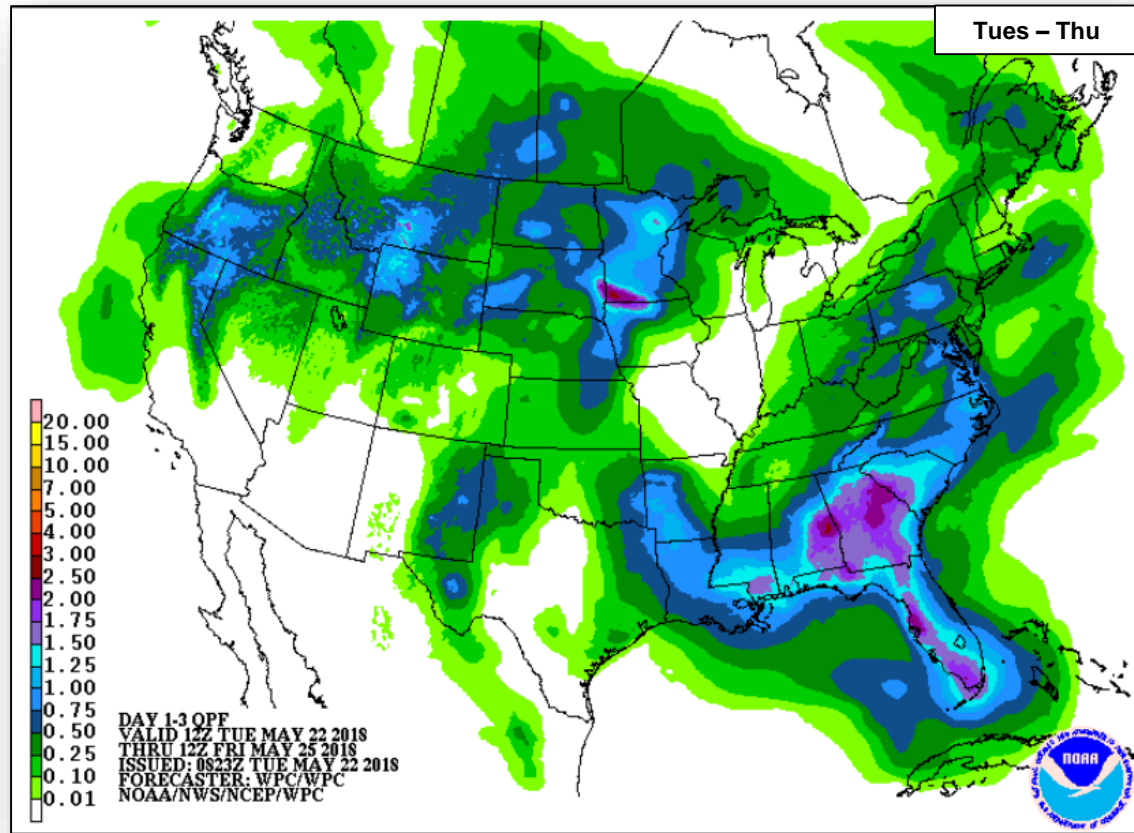 Tues – Thu
20.00
15.00
10.00
7.00
5.00
4.00
3.00
2.50
2.00
1.75
1.50
1.25
1.00
0.75
0.50
0.25
0.10
0.01
DAY 1-3 QPF
VALID 12Z TUE MAY 22 2018
THRU 12Z FRI MAY 25 2018
ISSUED: 0823Z TUE MAY 22 2018
FORECASTER: WPC/WPC
NOAA/NWS/NCEP/WPC
NOAA